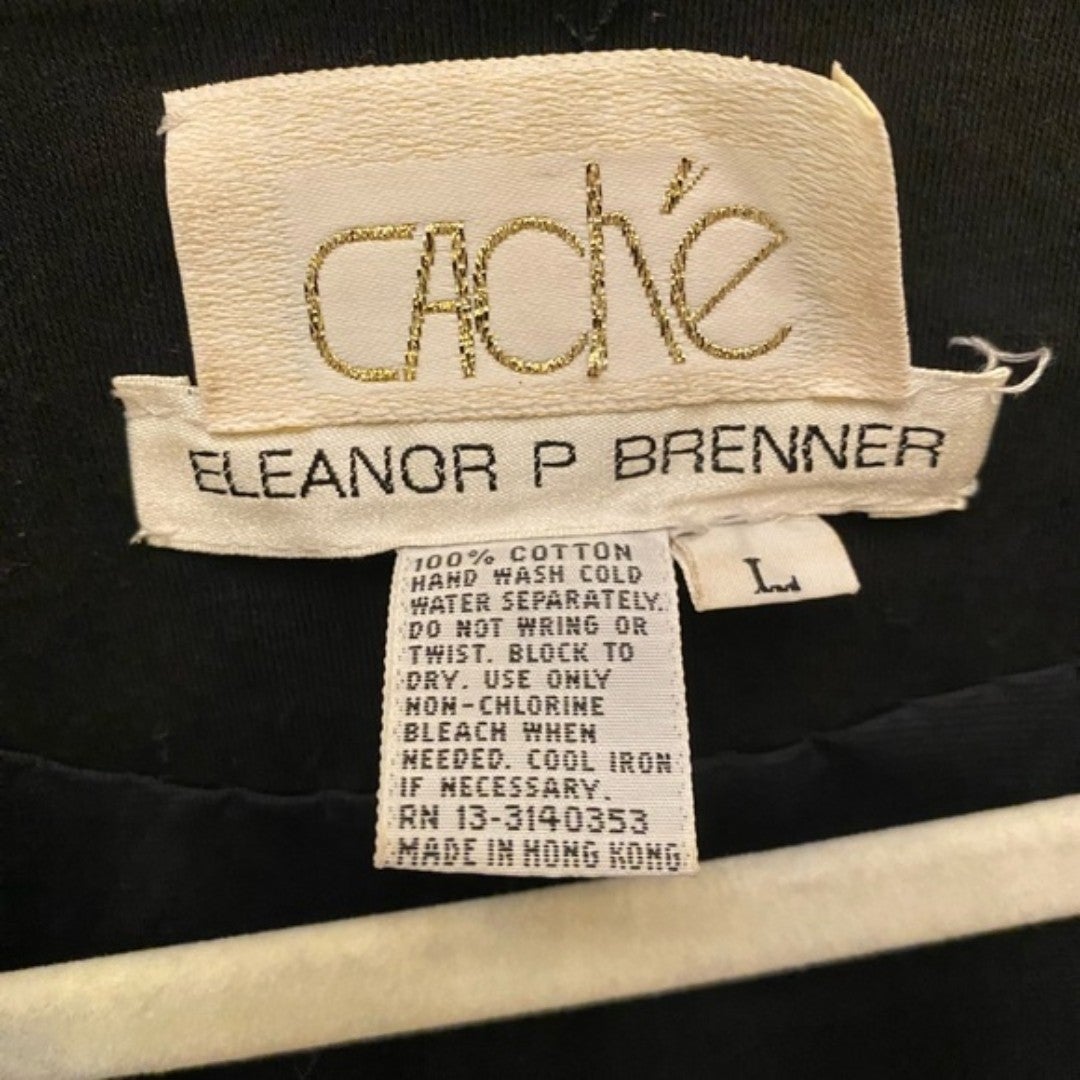 CAché
ELEANOR P BRENNER
L
100% COTTON
HAND WASH COLD
WATER SEPARATELY.
DO NOT WRING OR
TWIST. BLOCK TO
DRY. USE ONLY
NON-CHLORINE
BLEACH WHEN
NEEDED. COOL IRON
IF NECESSARY.
RN 13-3140353
MADE IN HONG KONG